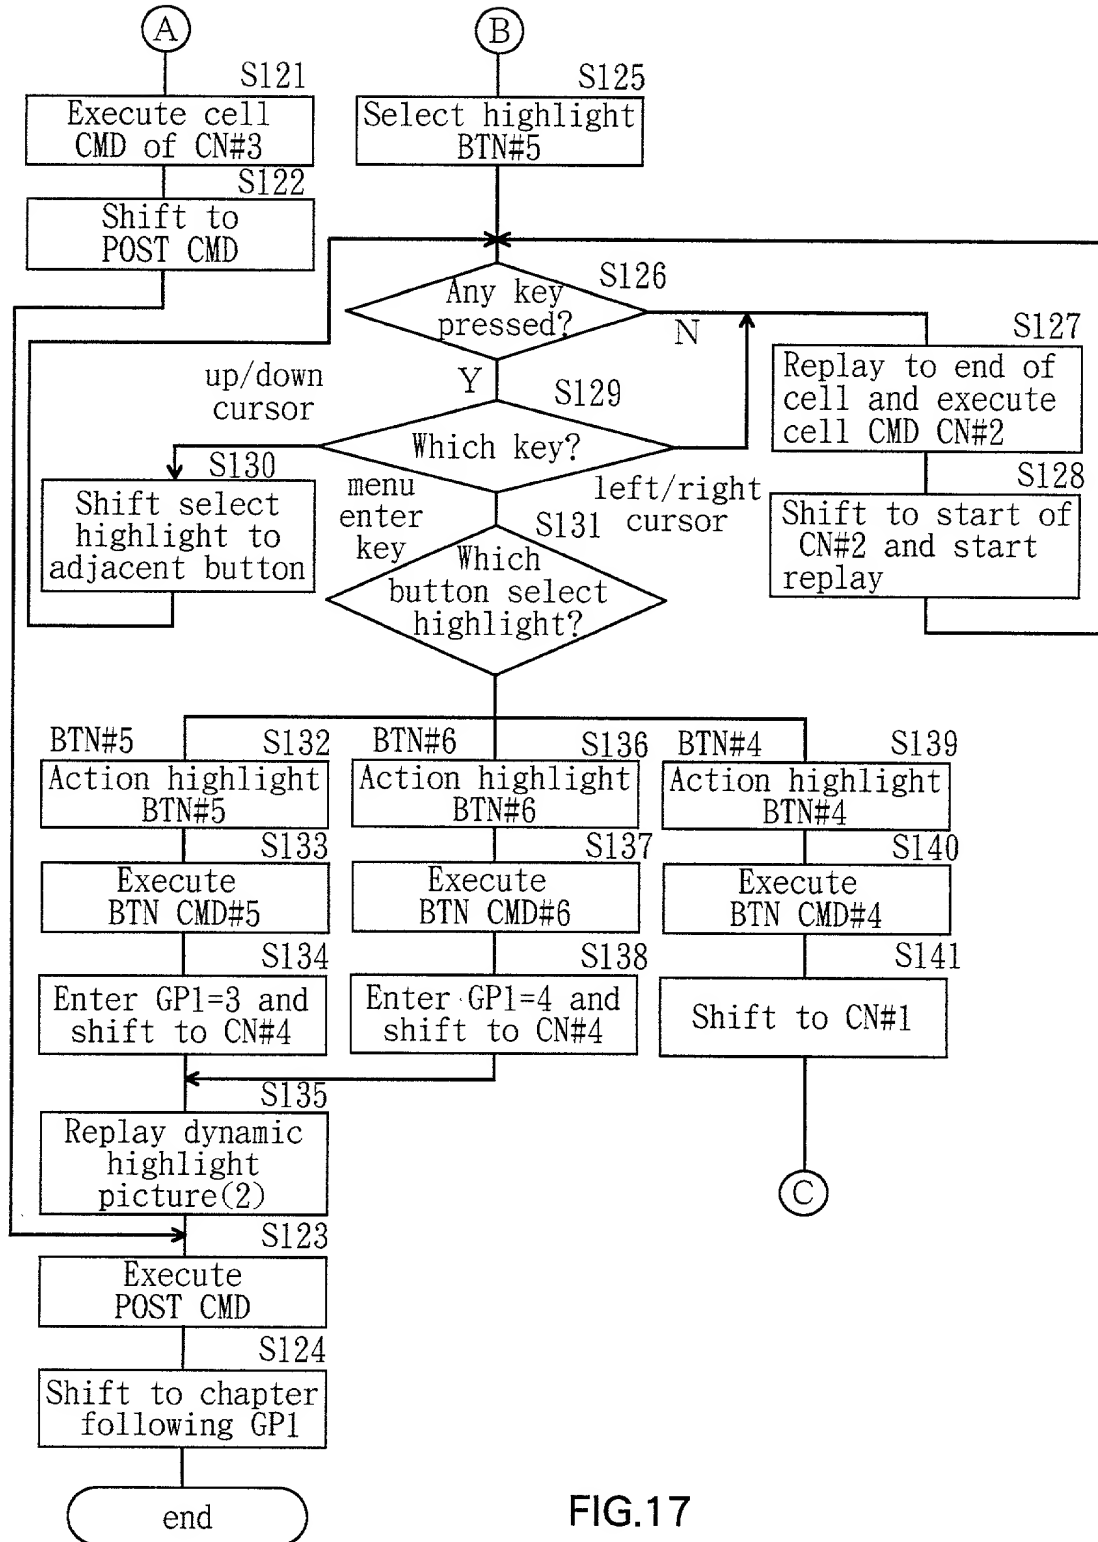 A
B
S121
Execute cell
CMD of CN#3
S125
Select highlight
BTN#5
S122
Shift to
POST CMD
S126
Any key
pressed?
N
Y
S127
Replay to end of
cell and execute
cell CMD CN#2
up/down
cursor
S129
Which key?
S130
Shift select
highlight to
adjacent button
menu
enter
key
left/right
cursor
S128
Shift to start of
CN#2 and start
replay
S131
Which
button select
highlight?
BTN#5
S132
Action highlight
BTN#5
BTN#6
S136
Action highlight
BTN#6
BTN#4
S139
Action highlight
BTN#4
S133
Execute
BTN CMD#5
S137
Execute
BTN CMD#6
S140
Execute
BTN CMD#4
S134
Enter GP1=3 and
shift to CN#4
S138
Enter GP1=4 and
shift to CN#4
S141
Shift to CN#1
S135
Replay dynamic
highlight
picture(2)
C
S123
Execute
POST CMD
S124
Shift to chapter
following GP1
end
FIG.17